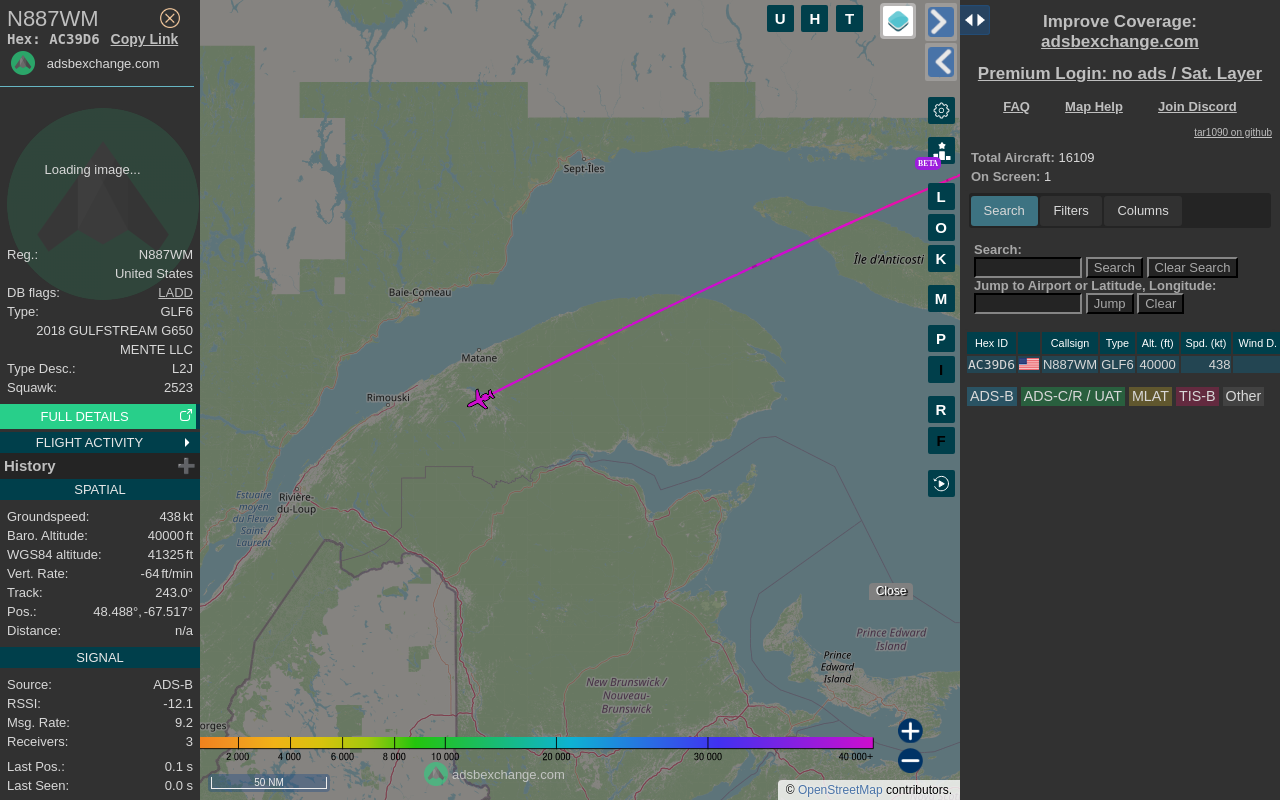 N887WM
Hex: AC39D6 Copy Link
adsbexchange.com
Loading image...
Reg.: N887WM
United States
DB flags: LADD
Type: GLF6
2018 GULFSTREAM G650
MENTE LLC
Type Desc.: L2J
Squawk: 2523
FULL DETAILS
FLIGHT ACTIVITY
History
SPATIAL
Groundspeed: 438 kt
Baro. Altitude: 40000 ft
WGS84 altitude: 41325 ft
Vert. Rate: -64 ft/min
Track: 243.0°
Pos.: 48.488°, -67.517°
Distance: n/a
SIGNAL
Source: ADS-B
RSSI: -12.1
Msg. Rate: 9.2
Receivers: 3
Last Pos.: 0.1 s
Last Seen: 0.0 s
U H T
BETA
L
O
K
M
P
I
R
F
Sept-Îles
Île d'Anticosti
Baie-Comeau
Matane
Rimouski
Estuaire
moyen
du Fleuve
Saint-
Laurent
Rivière-
du-Loup
Close
Prince Edward
Island
Prince
Edward
Island
New Brunswick /
Nouveau-
Brunswick
orges
2 000 4 000 6 000 8 000 10 000 20 000 30 000 40 000+
adsbexchange.com
50 NM
© OpenStreetMap contributors.
Improve Coverage:
adsbexchange.com
Premium Login: no ads / Sat. Layer
FAQ Map Help Join Discord
tar1090 on github
Total Aircraft: 16109
On Screen: 1
Search Filters Columns
Search:
Search Clear Search
Jump to Airport or Latitude, Longitude:
Jump Clear
Hex ID Callsign Type Alt. (ft) Spd. (kt) Wind D.
AC39D6 N887WM GLF6 40000 438
ADS-B ADS-C/R / UAT MLAT TIS-B Other